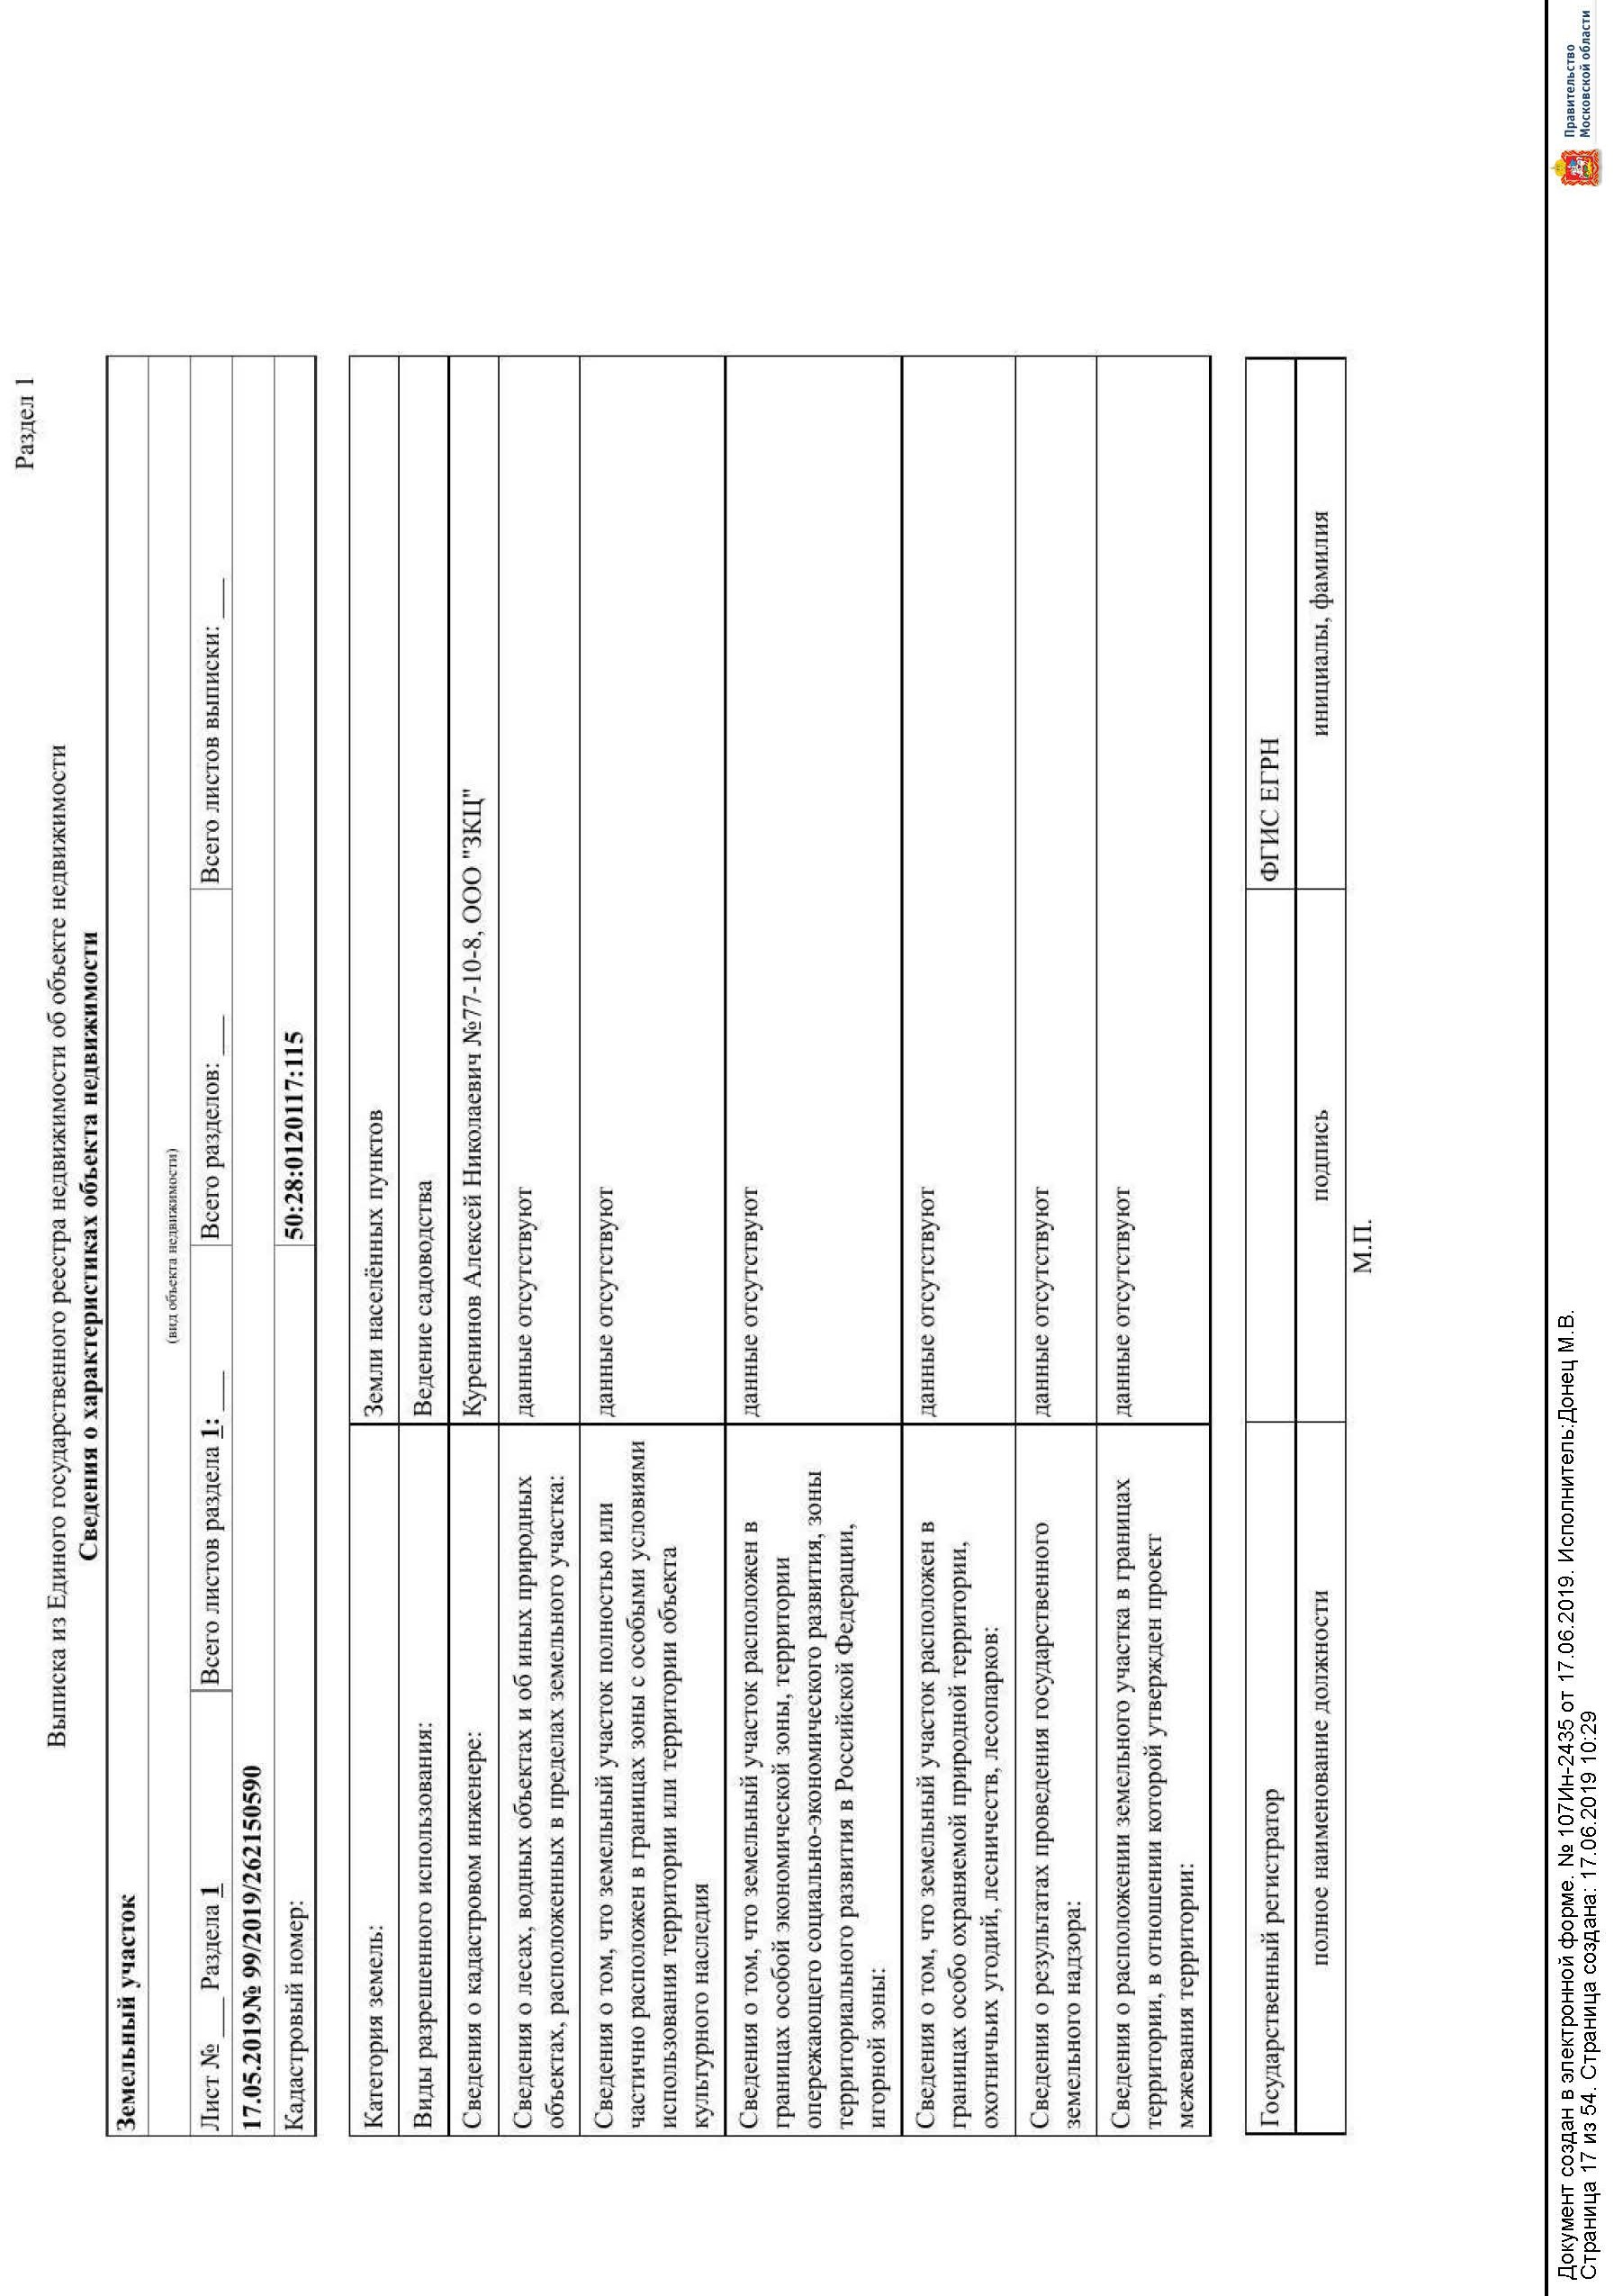 Раздел 1
Выписка из Единого государственного реестра недвижимости об объекте недвижимости
Сведения о характеристиках объекта недвижимости
Земельный участок
(вид объекта недвижимости)
Лист № ___ Раздела 1 Всего листов раздела 1: ___ Всего разделов: ___ Всего листов выписки: ___
17.05.2019№ 99/2019/262150590
Кадастровый номер: 50:28:0120117:115
Категория земель: Земли населённых пунктов
Виды разрешенного использования: Ведение садоводства
Сведения о кадастровом инженере: Куренинов Алексей Николаевич №77-10-8, ООО "ЗКЦ"
Сведения о лесах, водных объектах и об иных природных данные отсутствуют
объектах, расположенных в пределах земельного участка:
Сведения о том, что земельный участок полностью или данные отсутствуют
частично расположен в границах зоны с особыми условиями
использования территории или территории объекта
культурного наследия
Сведения о том, что земельный участок расположен в данные отсутствуют
границах особой экономической зоны, территории
опережающего социально-экономического развития, зоны
территориального развития в Российской Федерации,
игорной зоны:
Сведения о том, что земельный участок расположен в данные отсутствуют
границах особо охраняемой природной территории,
охотничьих угодий, лесничеств, лесопарков:
Сведения о результатах проведения государственного данные отсутствуют
земельного надзора:
Сведения о расположении земельного участка в границах данные отсутствуют
территории, в отношении которой утвержден проект
межевания территории:
Государственный регистратор ФГИС ЕГРН
полное наименование должности подпись инициалы, фамилия
М.П.
Документ создан в электронной форме. № 107Ин-2435 от 17.06.2019. Исполнитель:Донец М.В.
Страница 17 из 54. Страница создана: 17.06.2019 10:29
Правительство
Московской области